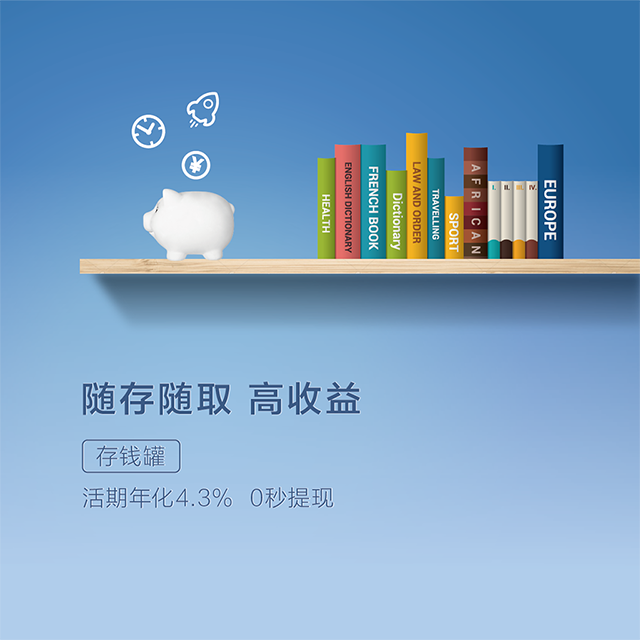 HEALTH
ENGLISH DICTIONARY
FRENCH BOOK
Dictionary
LAW AND ORDER
TRAVELLING
SPORT
AFRICAN
I.
II.
III.
IV.
EUROPE
¥
随存随取 高收益
存钱罐
活期年化4.3% 0秒提现